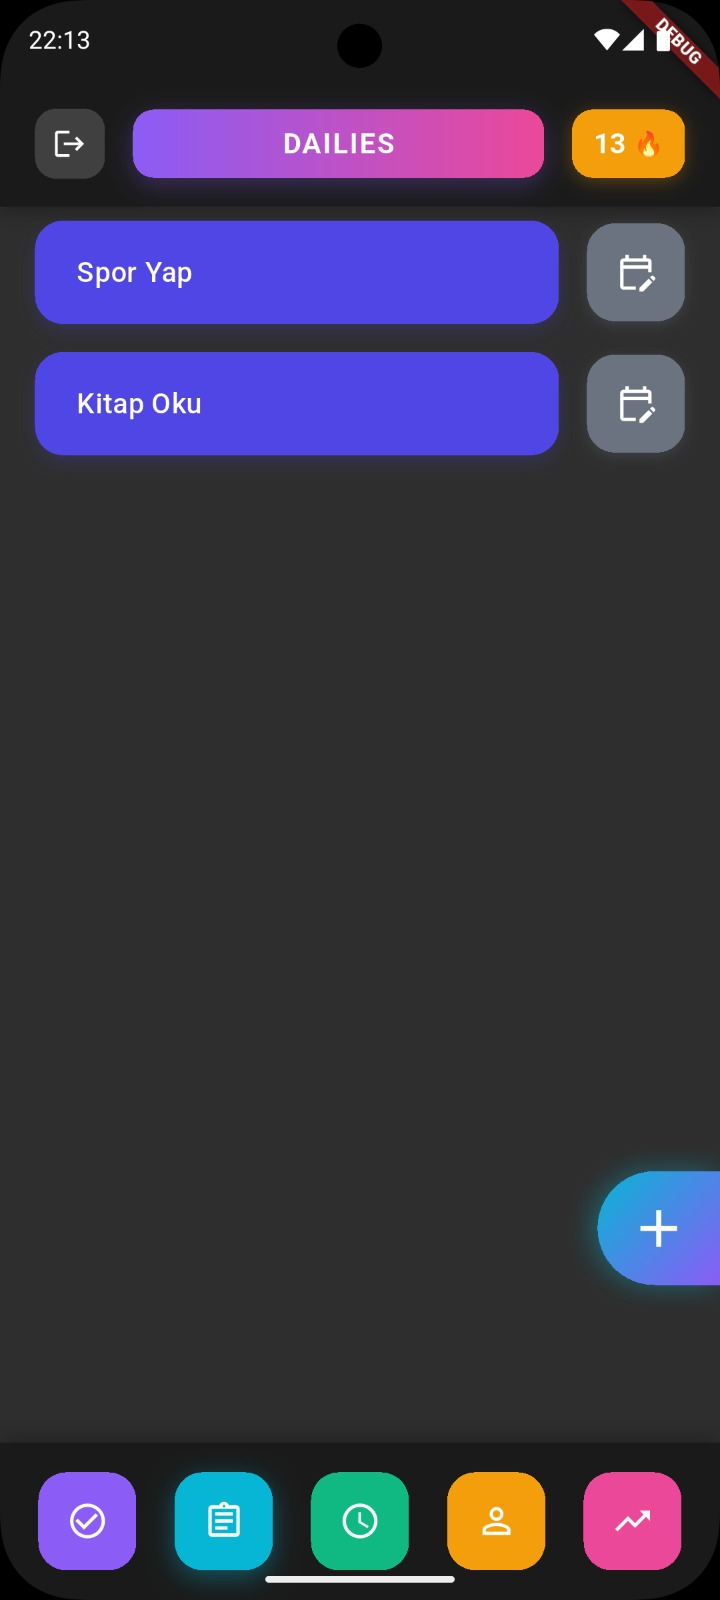 22:13
DEBUG
DAILIES
13 🔥
Spor Yap
Kitap Oku